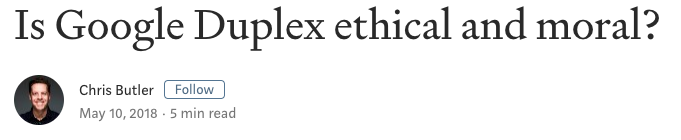 Is Google Duplex ethical and moral?
Chris Butler Follow
May 10, 2018 · 5 min read